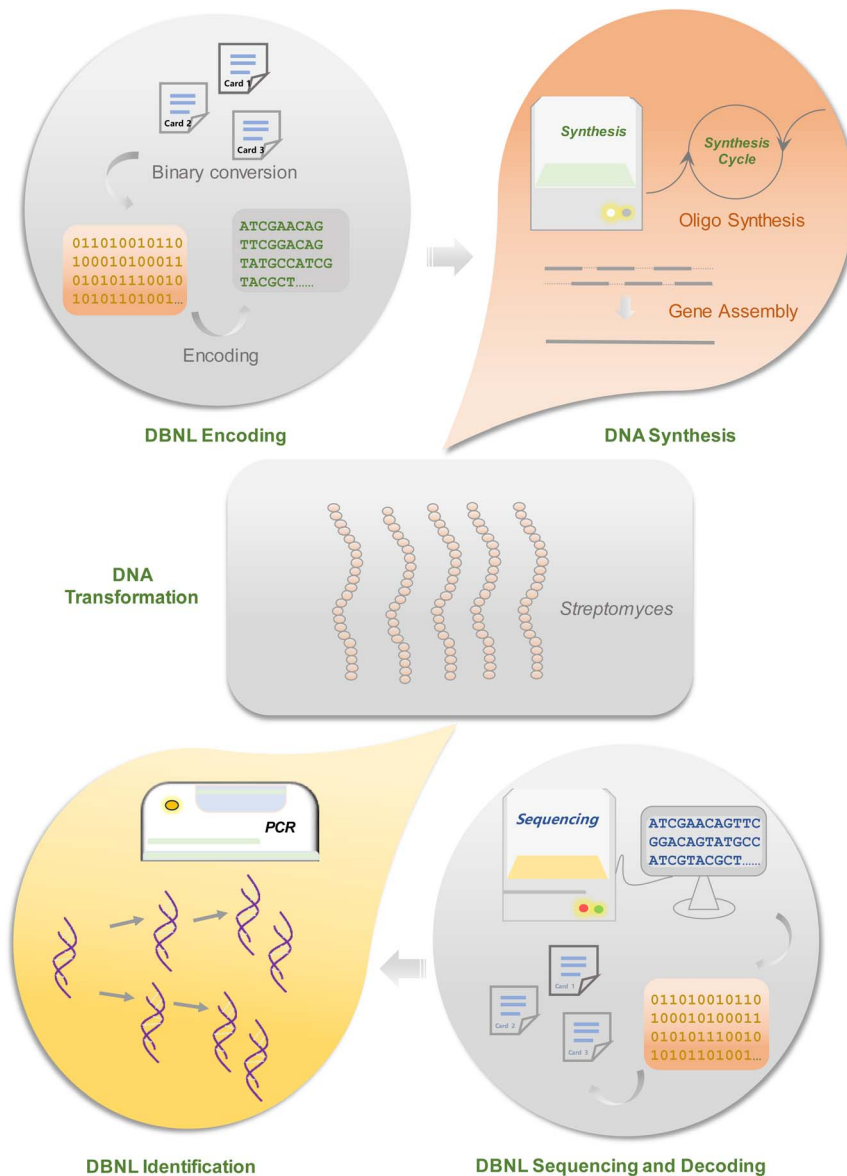 Card 1
Card 2
Card 3
Binary conversion
011010010110
100010100011
010101110010
10101101001…
ATCGAACAG
TTCGGACAG
TATGCCATCG
TACGCT……
Encoding
DBNL Encoding
Synthesis
Synthesis
Cycle
Oligo Synthesis
Gene Assembly
DNA Synthesis
DNA
Transformation
Streptomyces
PCR
DBNL Identification
Sequencing
ATCGAACAGTTC
GGACAGTATGCC
ATCGTACGCT……
Card 1
Card 2
Card 3
011010010110
100010100011
010101110010
10101101001…
DBNL Sequencing and Decoding